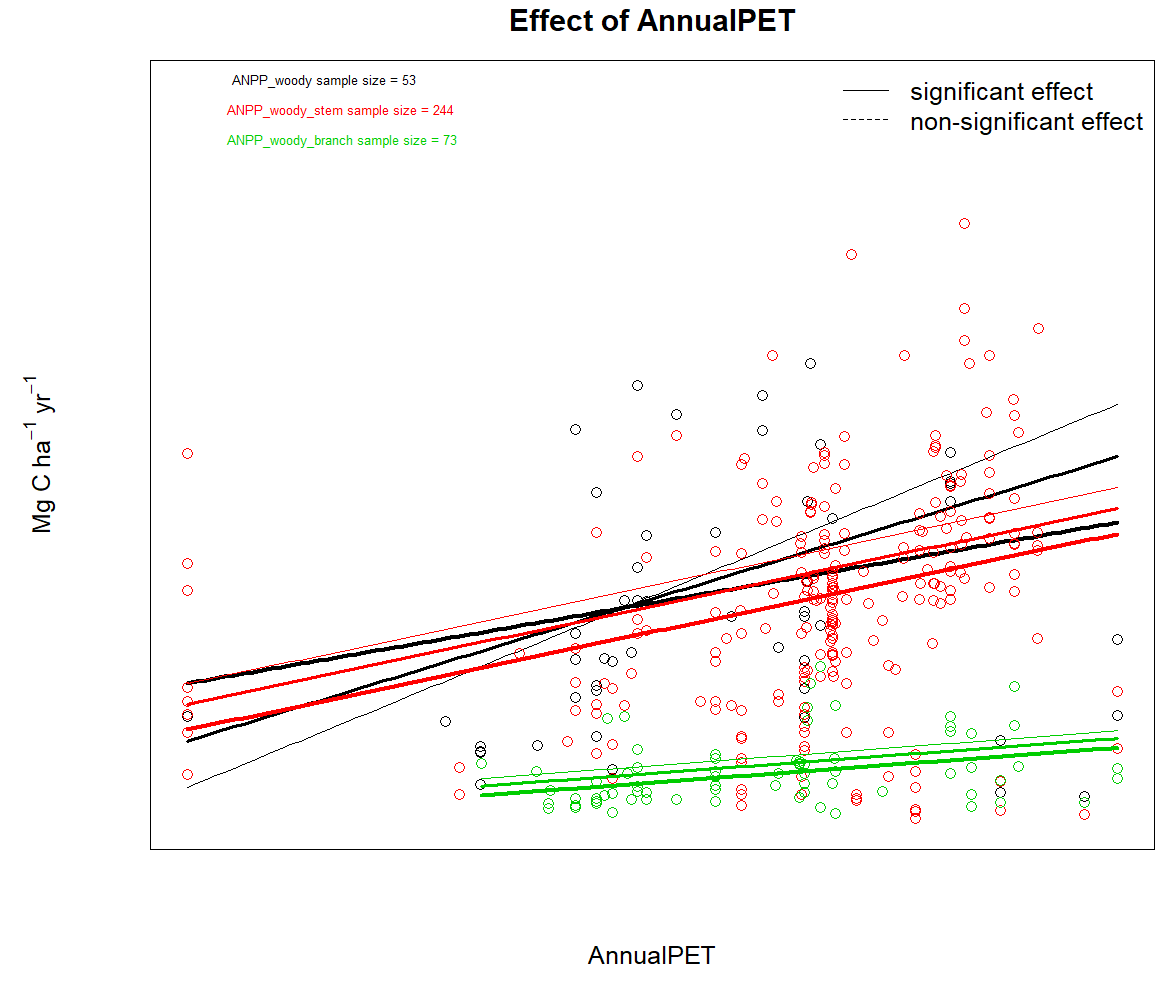 Effect of AnnualPET
ANPP_woody sample size = 53
ANPP_woody_stem sample size = 244
ANPP_woody_branch sample size = 73
significant effect
non-significant effect
Mg C ha⁻¹ yr⁻¹
AnnualPET